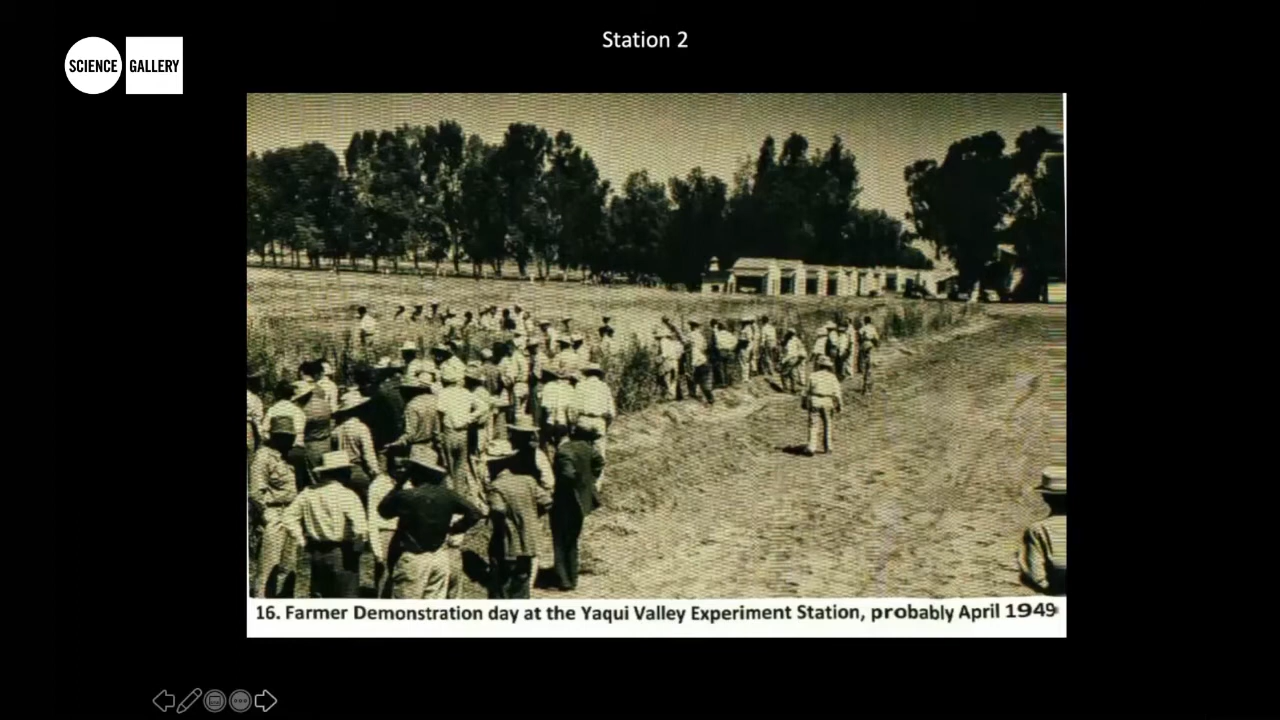 Station 2
SCIENCE GALLERY
16. Farmer Demonstration day at the Yaqui Valley Experiment Station, probably April 1949